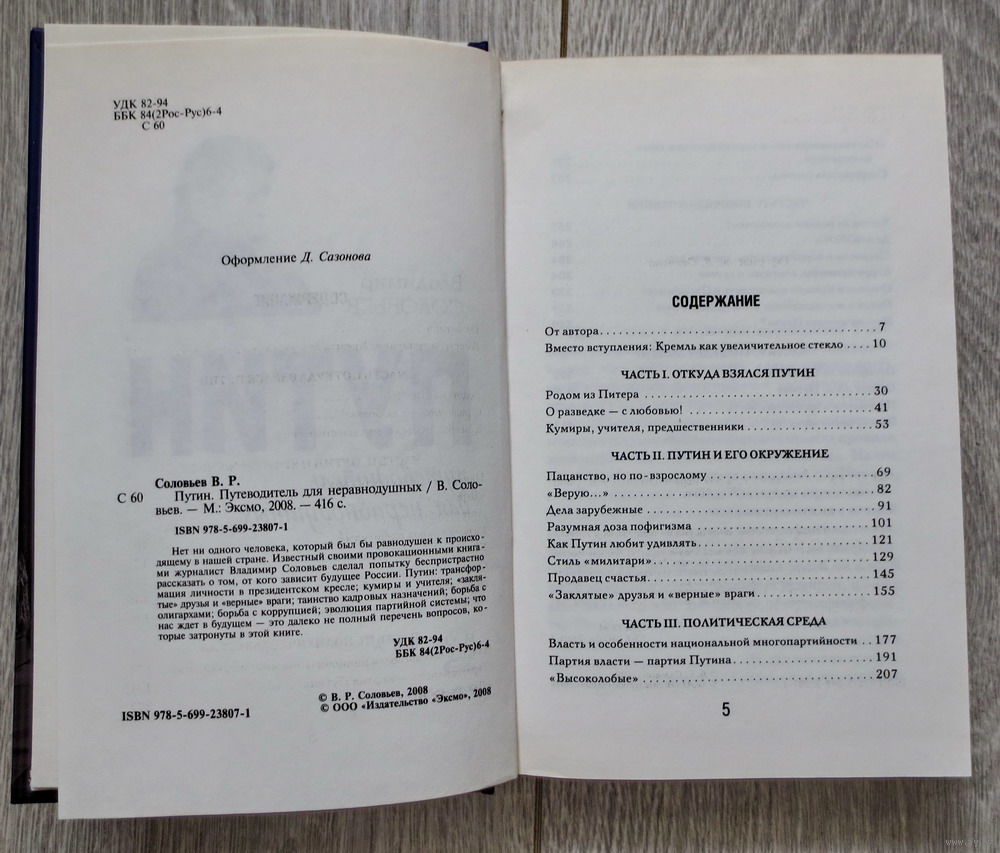 УДК 82-94
ББК 84(2Рос-Рус)6-4
С 60
Оформление Д. Сазонова
Соловьев В. Р.
С 60 Путин. Путеводитель для неравнодушных / В. Соло-
вьев. — М.: Эксмо, 2008. — 416 с.
ISBN 978-5-699-23807-1
Нет ни одного человека, который был бы равнодушен к происхо-
дящему в нашей стране. Известный своими провокационными книга-
ми журналист Владимир Соловьев сделал попытку беспристрастно
рассказать о том, от кого зависит будущее России. Путин: трансфор-
мация личности в президентском кресле; кумиры и учителя; «закля-
тые» друзья и «верные» враги; таинство кадровых назначений; борьба с
олигархами; борьба с коррупцией; эволюция партийной системы; что
нас ждет в будущем — это далеко не полный перечень вопросов, ко-
торые затронуты в этой книге.
УДК 82-94
ББК 84(2Рос-Рус)6-4
© В. Р. Соловьев, 2008
ISBN 978-5-699-23807-1 © ООО «Издательство «Эксмо», 2008
СОДЕРЖАНИЕ
От автора. . . . . . . . . . . . . . . . . . . . . . . . . . . . . . . . . . . . 7
Вместо вступления: Кремль как увеличительное стекло . . . . 10
ЧАСТЬ I. ОТКУДА ВЗЯЛСЯ ПУТИН
Родом из Питера . . . . . . . . . . . . . . . . . . . . . . . . . . . . . . 30
О разведке — с любовью! . . . . . . . . . . . . . . . . . . . . . . . . 41
Кумиры, учителя, предшественники . . . . . . . . . . . . . . . . . 53
ЧАСТЬ II. ПУТИН И ЕГО ОКРУЖЕНИЕ
Пацанство, но по-взрослому . . . . . . . . . . . . . . . . . . . . . . 69
«Верую...» . . . . . . . . . . . . . . . . . . . . . . . . . . . . . . . . . . . 82
Дела зарубежные . . . . . . . . . . . . . . . . . . . . . . . . . . . . . . 91
Разумная доза пофигизма . . . . . . . . . . . . . . . . . . . . . . . 101
Как Путин любит удивлять . . . . . . . . . . . . . . . . . . . . . . . 121
Стиль «милитари» . . . . . . . . . . . . . . . . . . . . . . . . . . . . . 129
Продавец счастья. . . . . . . . . . . . . . . . . . . . . . . . . . . . . . 145
«Заклятые» друзья и «верные» враги . . . . . . . . . . . . . . . . 155
ЧАСТЬ III. ПОЛИТИЧЕСКАЯ СРЕДА
Власть и особенности национальной многопартийности . . 177
Партия власти — партия Путина. . . . . . . . . . . . . . . . . . . . 191
«Высоколобые» . . . . . . . . . . . . . . . . . . . . . . . . . . . . . . . 207
5